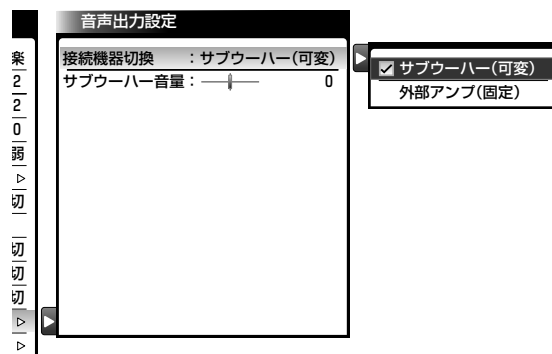 音声出力設定
接続機器切換 ：サブウーハー(可変)
サブウーハー音量： 0
サブウーハー(可変)
外部アンプ(固定)
楽
2
2
0
弱
切
切
切
切